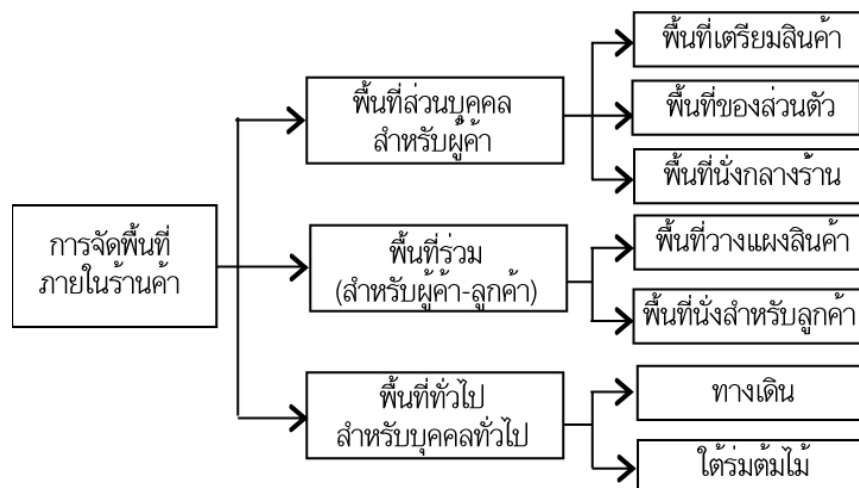 การจัดพื้นที่
ภายในร้านค้า
พื้นที่ส่วนบุคคล
สำหรับผู้ค้า
พื้นที่เตรียมสินค้า
พื้นที่ของส่วนตัว
พื้นที่นั่งกลางร้าน
พื้นที่ร่วม
(สำหรับผู้ค้า-ลูกค้า)
พื้นที่วางแผงสินค้า
พื้นที่นั่งสำหรับลูกค้า
พื้นที่ทั่วไป
สำหรับบุคคลทั่วไป
ทางเดิน
ใต้ร่มต้มไม้